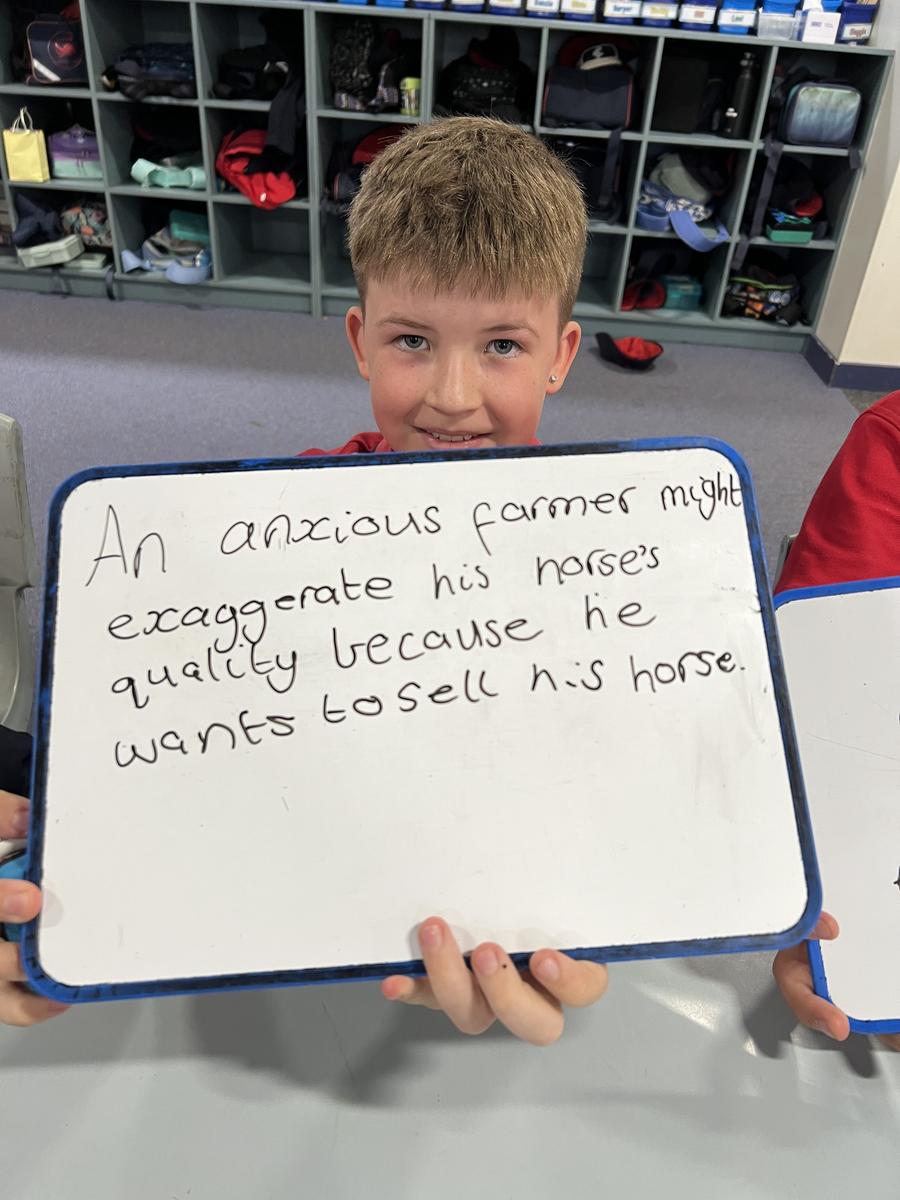 An anxious farmer might
exaggerate his horse's
quality because he
wants to sell his horse.